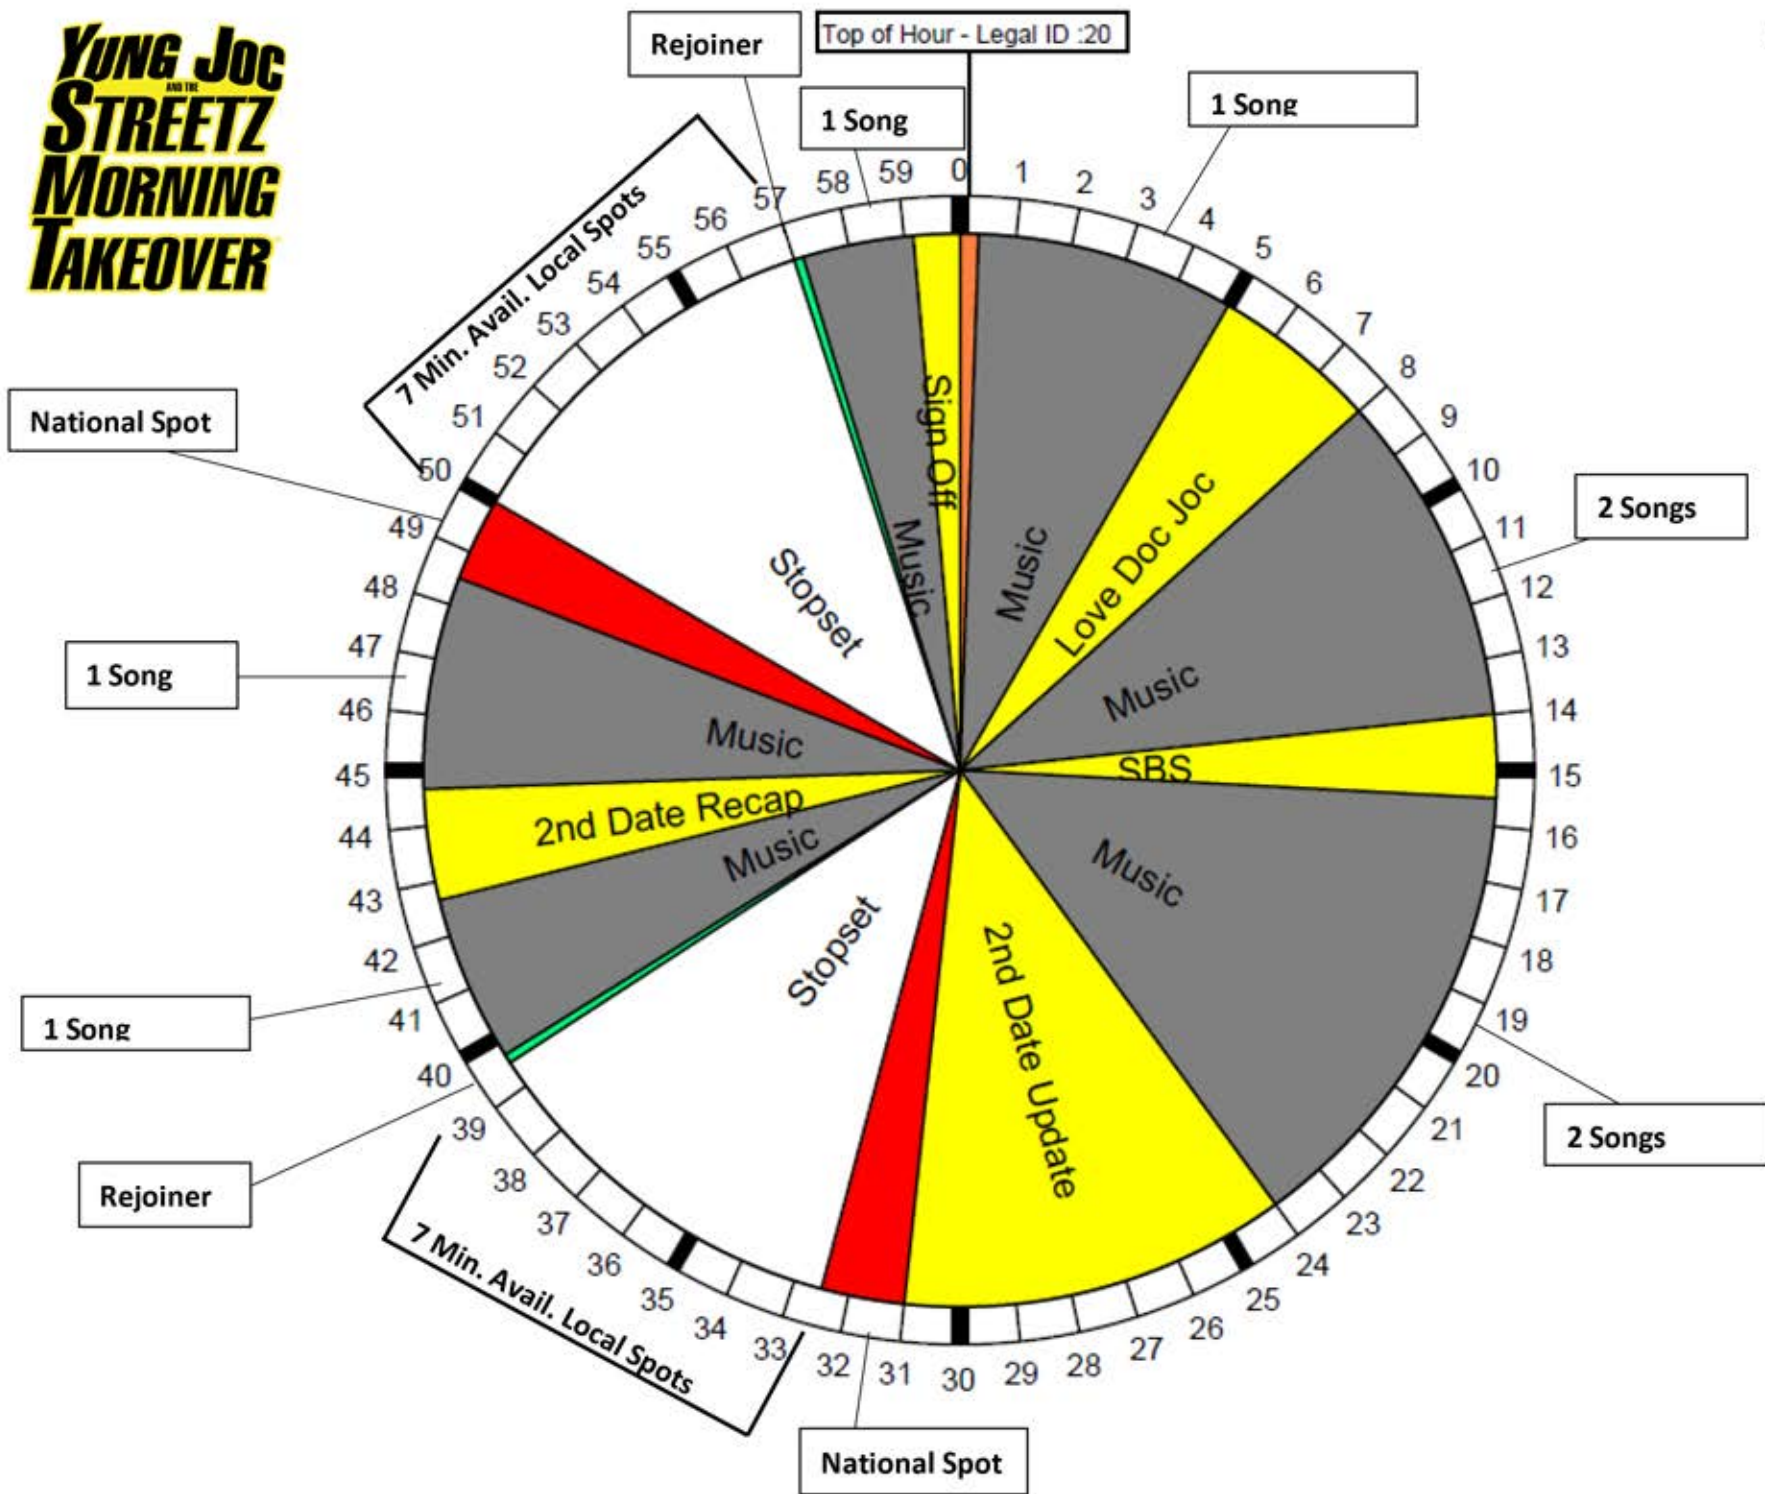 YUNG JOC
AND THE
STREETZ
MORNING
TAKEOVER
Top of Hour - Legal ID :20
Rejoiner
1 Song
1 Song
2 Songs
2 Songs
National Spot
7 Min. Avail. Local Spots
Rejoiner
1 Song
1 Song
National Spot
7 Min. Avail. Local Spots
0
1
2
3
4
5
6
7
8
9
10
11
12
13
14
15
16
17
18
19
20
21
22
23
24
25
26
27
28
29
30
31
32
33
34
35
36
37
38
39
40
41
42
43
44
45
46
47
48
49
50
51
52
53
54
55
56
57
58
59
Music
Love Doc Joc
Music
SBS
Music
2nd Date Update
Stopset
Music
2nd Date Recap
Music
Stopset
Music
Sign Off